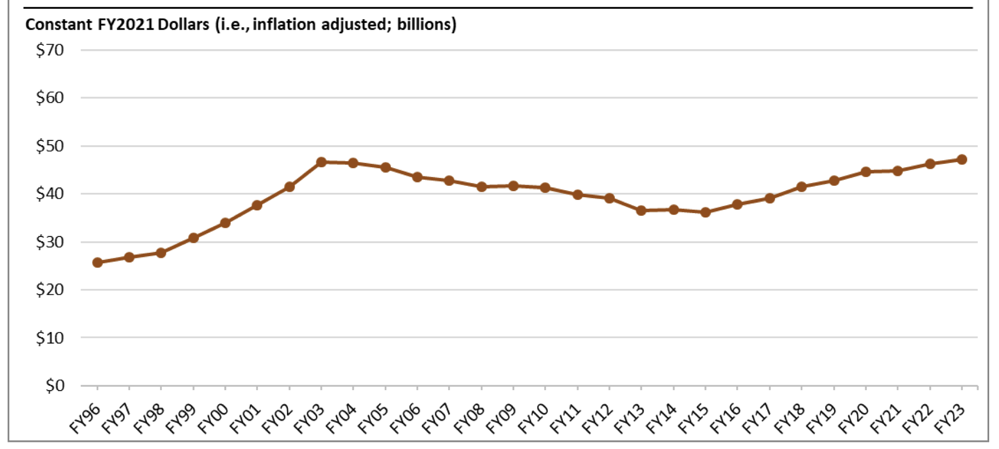 Constant FY2021 Dollars (i.e., inflation adjusted; billions)
$70
$60
$50
$40
$30
$20
$10
$0
FY96
FY97
FY98
FY99
FY00
FY01
FY02
FY03
FY04
FY05
FY06
FY07
FY08
FY09
FY10
FY11
FY12
FY13
FY14
FY15
FY16
FY17
FY18
FY19
FY20
FY21
FY22
FY23